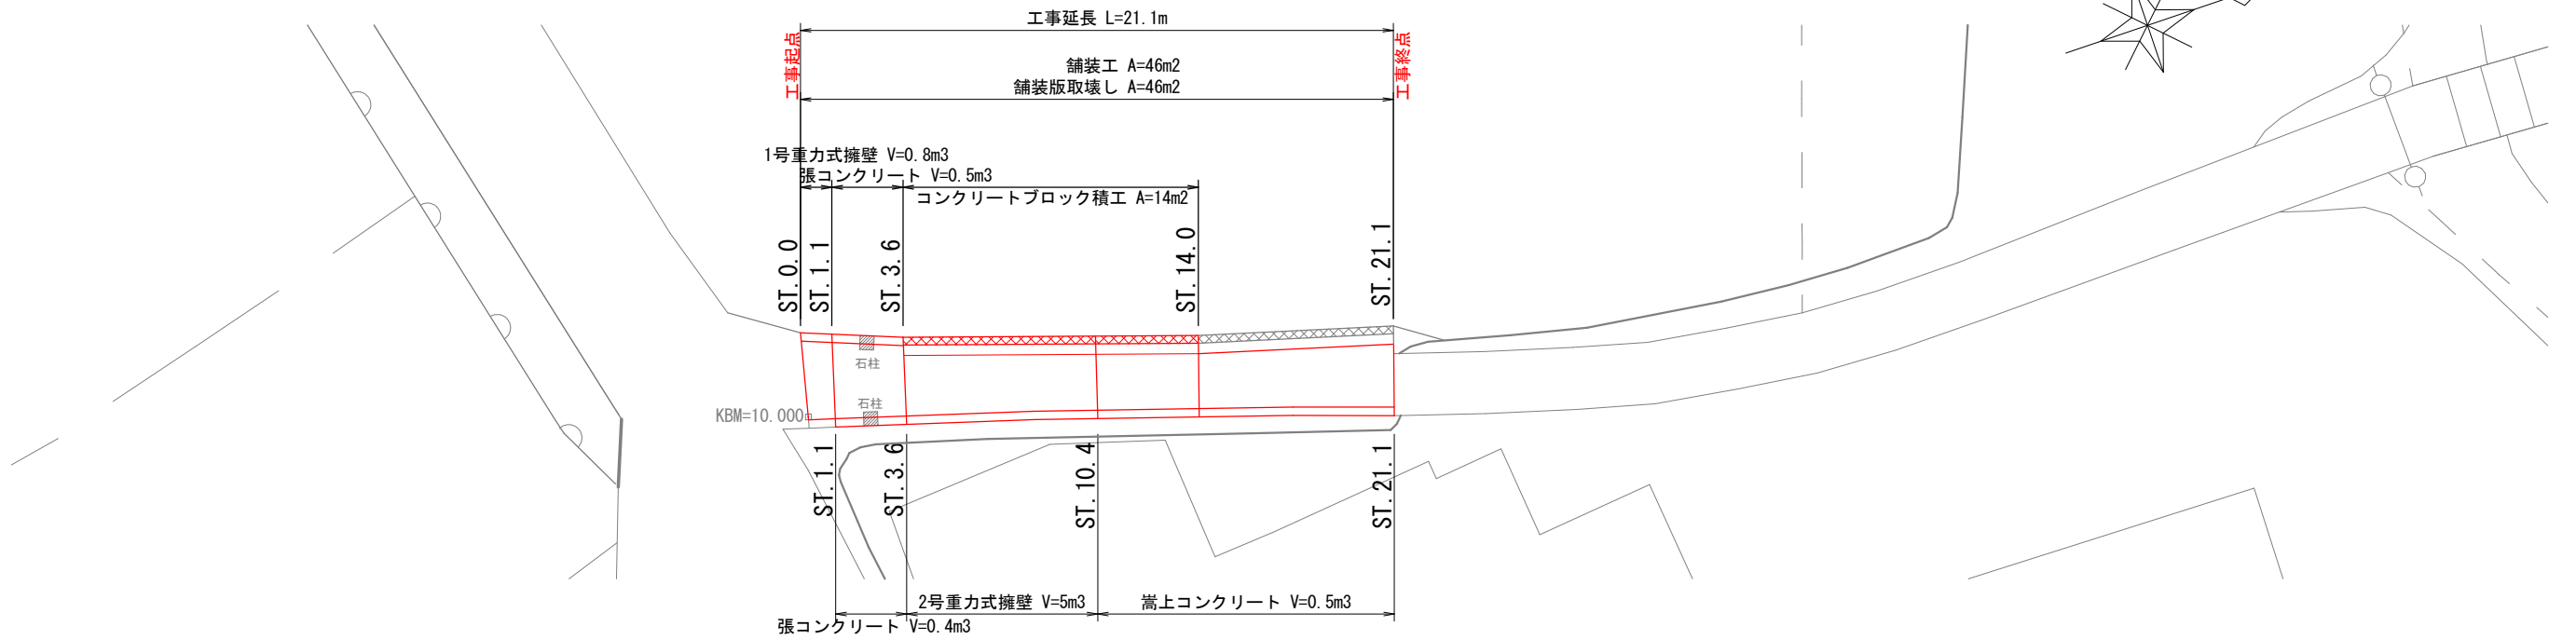 工事延長 L=21.1m
工事起点
工事終点
舗装工 A=46m2
舗装版取壊し A=46m2
1号重力式擁壁 V=0.8m3
張コンクリート V=0.5m3
コンクリートブロック積工 A=14m2
ST.0.0
ST.1.1
ST.3.6
ST.14.0
ST.21.1
石柱
石柱
KBM=10.000
ST.1.1
ST.3.6
ST.10.4
ST.21.1
2号重力式擁壁 V=5m3
嵩上コンクリート V=0.5m3
張コンクリート V=0.4m3